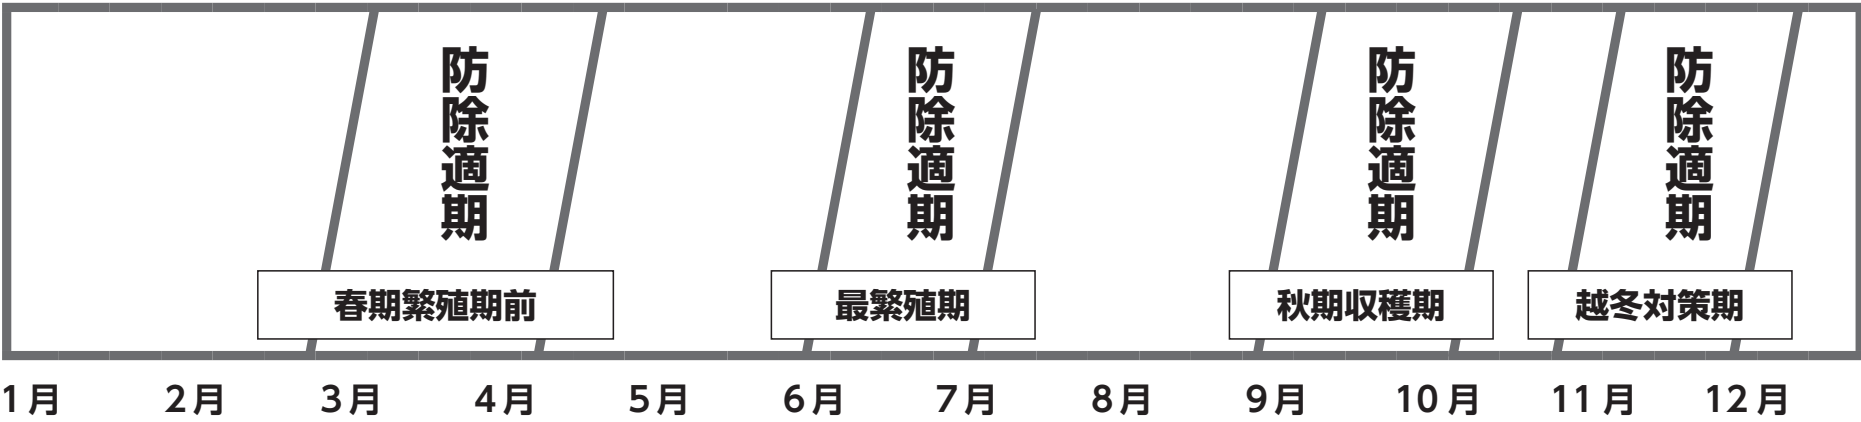 防除適期
防除適期
防除適期
防除適期
春期繁殖期前
最繁殖期
秋期収穫期
越冬対策期
1月 2月 3月 4月 5月 6月 7月 8月 9月 10月 11月 12月